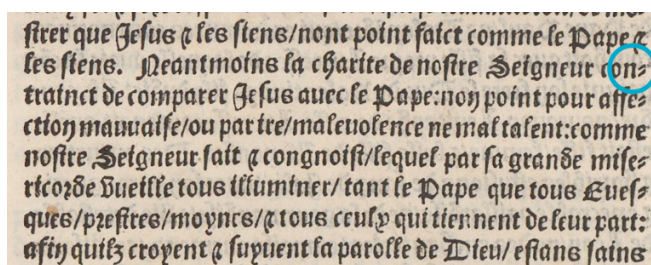 strer que Jesus & les siens/nont point faict comme le Pape &
les siens. Neantmoins la charite de nostre Seigneur con⸗
trainct de comparer Jesus auec le Pape:non point pour affe⸗
ction mauuaise/ou par ire/maleuolence ne mal talent:comme
nostre Seigneur sait & congnoist/lequel par sa grande mise⸗
ricorde vueille tous illuminer/ tant le Pape que tous Eues⸗
ques/prestres/moynes/& tous ceulx qui tiennent de leur part:
afin quilz croyent & suyuent la parolle de Dieu/ estans sains